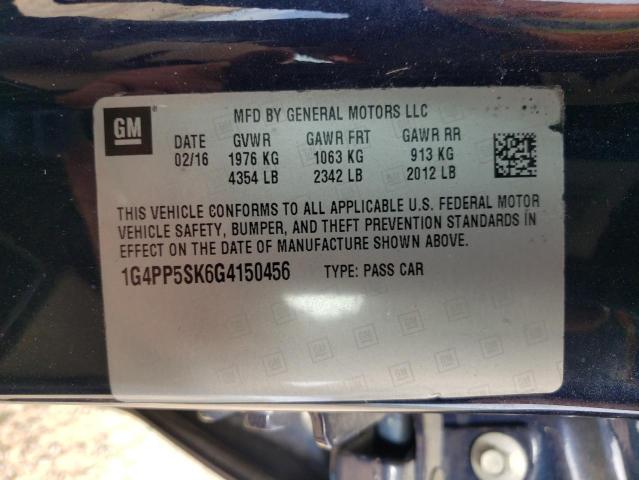 GM
MFD BY GENERAL MOTORS LLC
DATE GVWR GAWR FRT GAWR RR
02/16 1976 KG 1063 KG 913 KG
4354 LB 2342 LB 2012 LB
THIS VEHICLE CONFORMS TO ALL APPLICABLE U.S. FEDERAL MOTOR
VEHICLE SAFETY, BUMPER, AND THEFT PREVENTION STANDARDS IN
EFFECT ON THE DATE OF MANUFACTURE SHOWN ABOVE.
1G4PP5SK6G4150456 TYPE: PASS CAR